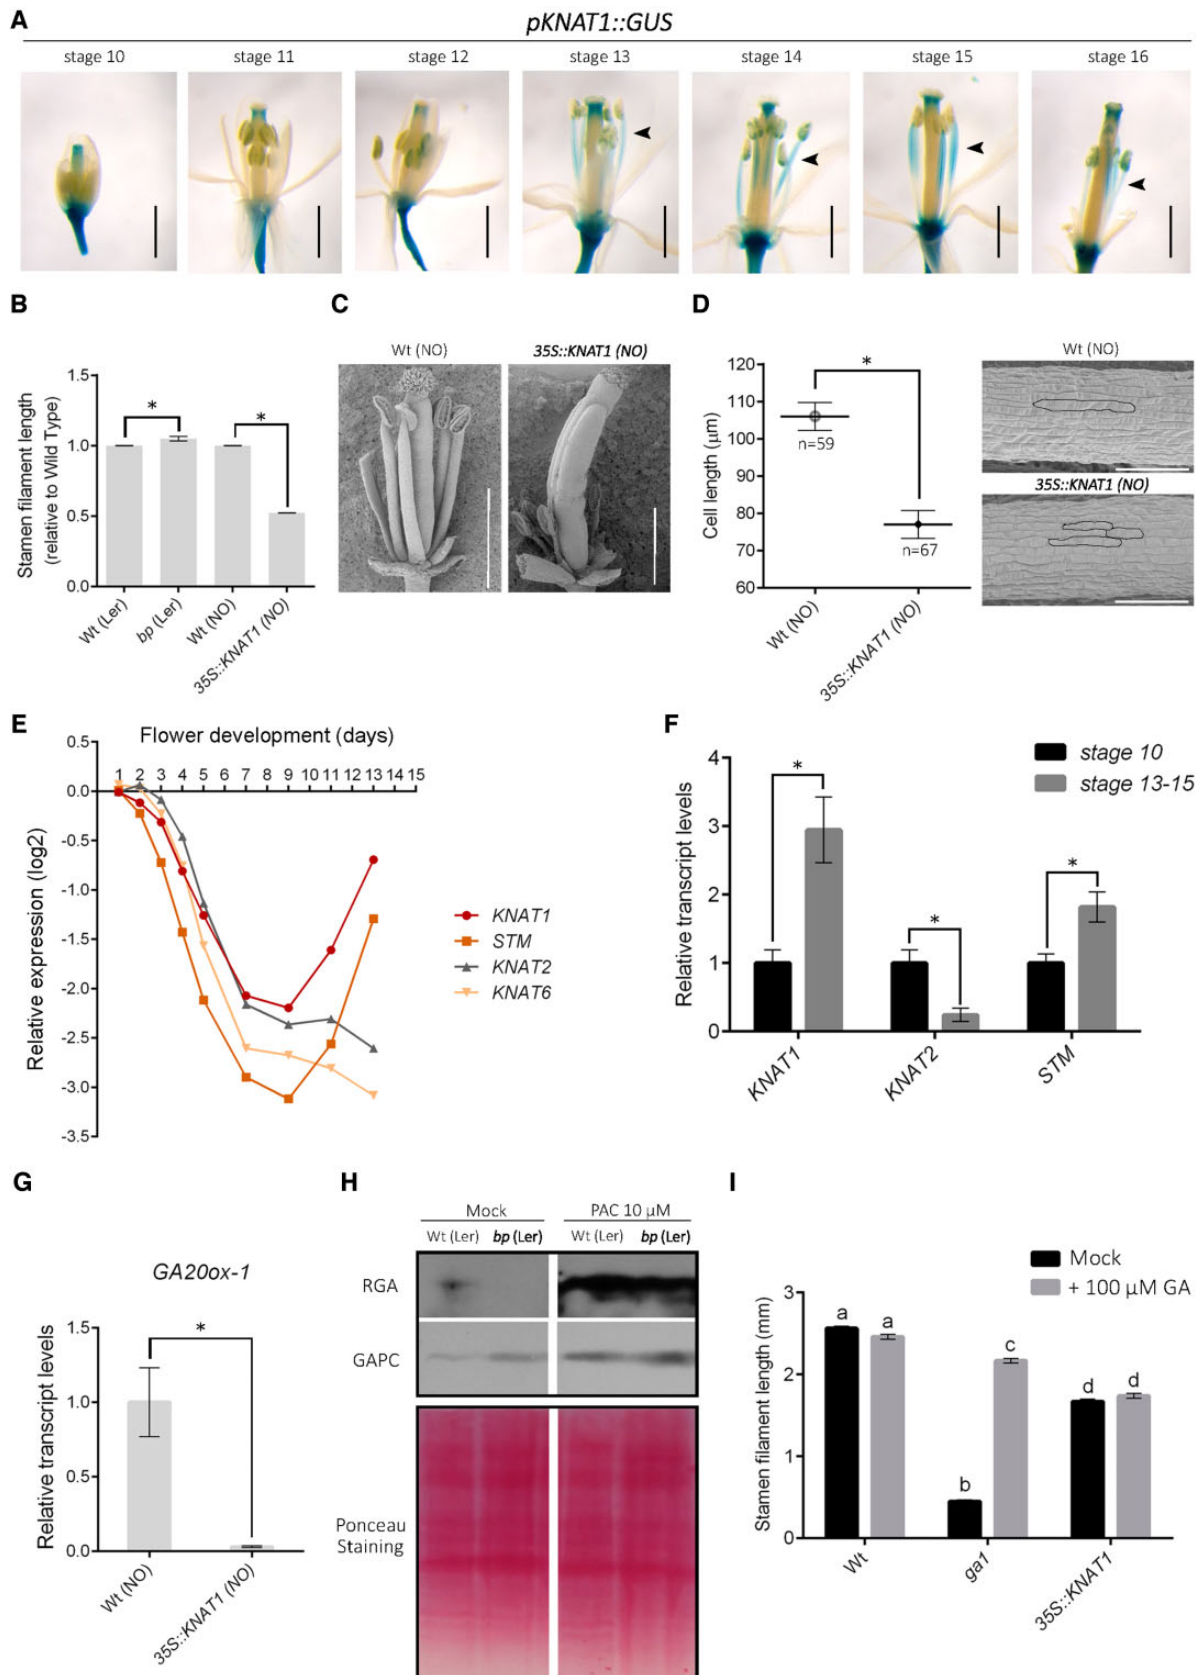 A
pKNAT1::GUS
stage 10 stage 11 stage 12 stage 13 stage 14 stage 15 stage 16
B
Stamen filament length
(relative to Wild Type)
1.5
1.0
0.5
0.0
* *
Wt (Ler) bp (Ler) Wt (NO) 35S::KNAT1 (NO)
C
Wt (NO) 35S::KNAT1 (NO)
D
Cell length (μm)
120
110
100
90
80
70
60
*
n=59
n=67
Wt (NO) 35S::KNAT1 (NO)
Wt (NO)
35S::KNAT1 (NO)
E
Flower development (days)
1 2 3 4 5 7 8 9 10 11 12 13 14 15
Relative expression (log2)
0.5
0.0
-0.5
-1.0
-1.5
-2.0
-2.5
-3.0
-3.5
KNAT1
STM
KNAT2
KNAT6
F
stage 10
stage 13-15
Relative transcript levels
4
3
2
1
0
* * *
KNAT1 KNAT2 STM
G
GA20ox-1
Relative transcript levels
1.5
1.0
0.5
0.0
*
Wt (NO) 35S::KNAT1 (NO)
H
Mock PAC 10 μM
Wt (Ler) bp (Ler) Wt (Ler) bp (Ler)
RGA
GAPC
Ponceau
Staining
I
Mock
+ 100 μM GA
Stamen filament length (mm)
3
2
1
0
a a b c d d
Wt ga1 35S::KNAT1